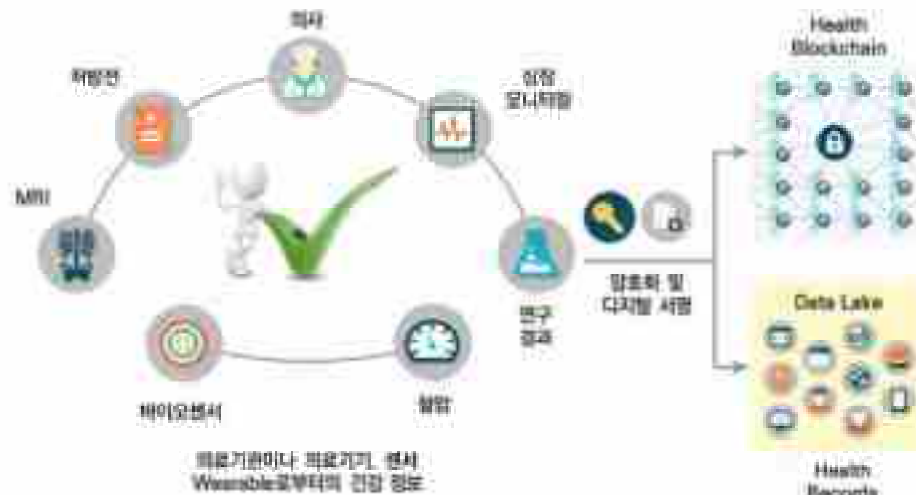 의사
Health
Blockchain
처방전
심장
모니터링
MRI
암호화 및
디지털 서명
연구
결과
Data Lake
바이오센서
혈압
의료기관이나 의료기기, 센서
Wearable로부터의 건강 정보
Health
Records